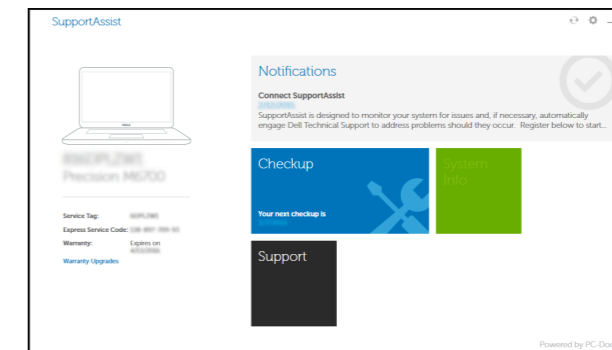 SupportAssist
Notifications
Connect SupportAssist
SupportAssist is designed to monitor your system for issues and, if necessary, automatically
engage Dell Technical Support to address problems should they occur. Register below to start...
Checkup
Your next checkup is
System
Info
Support
Precision M6700
Service Tag:
Express Service Code:
Warranty: Expires on
Warranty Upgrades
Powered by PC-Doc